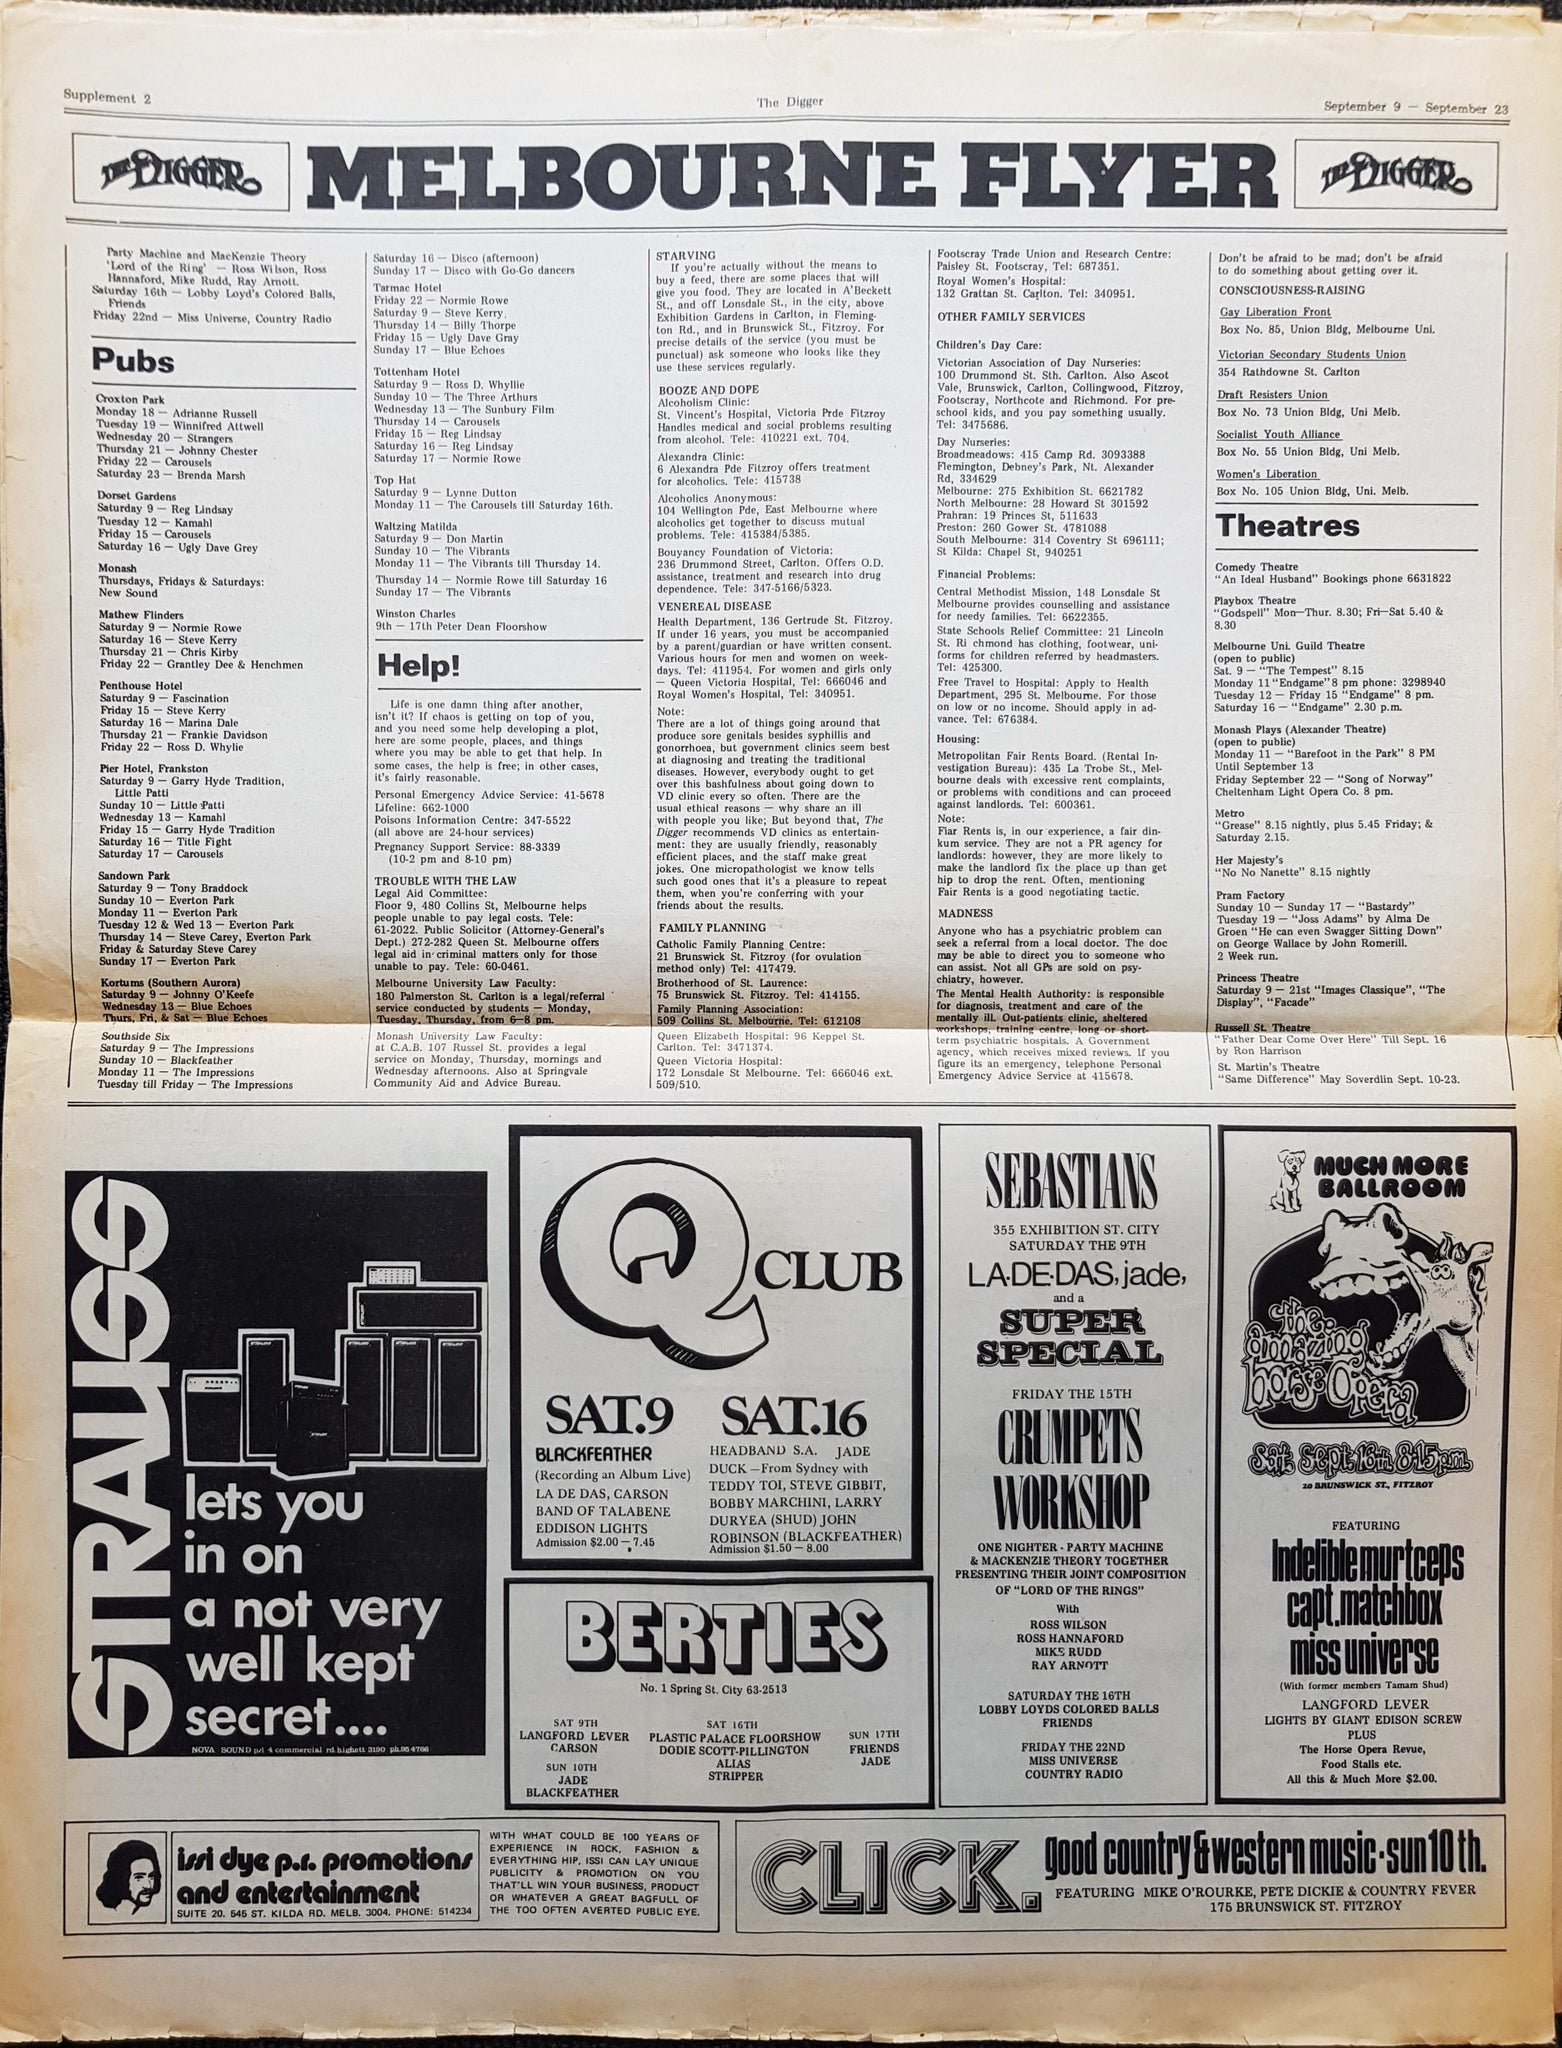 Supplement 2
The Digger
September 9 — September 23
THE DIGGER
MELBOURNE FLYER
THE DIGGER
Party Machine and MacKenzie Theory
'Lord of the Ring' — Ross Wilson, Ross
Hannaford, Mike Rudd, Ray Arnott.
Saturday 16th — Lobby Loyd's Colored Balls,
Friends
Friday 22nd — Miss Universe, Country Radio
Pubs
Croxton Park
Monday 18 — Adrianne Russell
Tuesday 19 — Winnifred Attwell
Wednesday 20 — Strangers
Thursday 21 — Johnny Chester
Friday 22 — Carousels
Saturday 23 — Brenda Marsh
Dorset Gardens
Saturday 9 — Reg Lindsay
Tuesday 12 — Kamahl
Friday 15 — Carousels
Saturday 16 — Ugly Dave Grey
Monash
Thursdays, Fridays & Saturdays:
New Sound
Mathew Flinders
Saturday 9 — Normie Rowe
Saturday 16 — Steve Kerry
Thursday 21 — Chris Kirby
Friday 22 — Grantley Dee & Henchmen
Penthouse Hotel
Saturday 9 — Fascination
Friday 15 — Steve Kerry
Saturday 16 — Marina Dale
Thursday 21 — Frankie Davidson
Friday 22 — Ross D. Whylie
Pier Hotel, Frankston
Saturday 9 — Garry Hyde Tradition,
Little Patti
Sunday 10 — Little Patti
Wednesday 13 — Kamahl
Friday 15 — Garry Hyde Tradition
Saturday 16 — Title Fight
Saturday 17 — Carousels
Sandown Park
Saturday 9 — Tony Braddock
Sunday 10 — Everton Park
Monday 11 — Everton Park
Tuesday 12 & Wed 13 — Everton Park
Thursday 14 — Steve Carey, Everton Park
Friday & Saturday Steve Carey
Sunday 17 — Everton Park
Kortums (Southern Aurora)
Saturday 9 — Johnny O'Keefe
Wednesday 13 — Blue Echoes
Thurs, Fri, & Sat — Blue Echoes
Southside Six
Saturday 9 — The Impressions
Sunday 10 — Blackfeather
Monday 11 — The Impressions
Tuesday till Friday — The Impressions
Saturday 16 — Disco (afternoon)
Sunday 17 — Disco with Go-Go dancers
Tarmac Hotel
Friday 22 — Normie Rowe
Saturday 9 — Steve Kerry.
Thursday 14 — Billy Thorpe
Friday 15 — Ugly Dave Gray
Sunday 17 — Blue Echoes
Tottenham Hotel
Saturday 9 — Ross D. Whyllie
Sunday 10 — The Three Arthurs
Wednesday 13 — The Sunbury Film
Thursday 14 — Carousels
Friday 15 — Reg Lindsay
Saturday 16 — Reg Lindsay
Saturday 17 — Normie Rowe
Top Hat
Saturday 9 — Lynne Dutton
Monday 11 — The Carousels till Saturday 16th.
Waltzing Matilda
Saturday 9 — Don Martin
Sunday 10 — The Vibrants
Monday 11 — The Vibrants till Thursday 14.
Thursday 14 — Normie Rowe till Saturday 16
Sunday 17 — The Vibrants
Winston Charles
9th — 17th Peter Dean Floorshow
Help!
Life is one damn thing after another,
isn't it? If chaos is getting on top of you,
and you need some help developing a plot,
here are some people, places, and things
where you may be able to get that help. In
some cases, the help is free; in other cases,
it's fairly reasonable.
Personal Emergency Advice Service: 41-5678
Lifeline: 662-1000
Poisons Information Centre: 347-5522
(all above are 24-hour services)
Pregnancy Support Service: 88-3339
(10-2 pm and 8-10 pm)
TROUBLE WITH THE LAW
Legal Aid Committee:
Floor 9, 480 Collins St, Melbourne helps
people unable to pay legal costs. Tele:
61-2022. Public Solicitor (Attorney-General's
Dept.) 272-282 Queen St. Melbourne offers
legal aid in criminal matters only for those
unable to pay. Tele: 60-0461.
Melbourne University Law Faculty:
180 Palmerston St. Carlton is a legal/referral
service conducted by students — Monday,
Tuesday, Thursday, from 6—8 pm.
Monash University Law Faculty:
at C.A.B. 107 Russel St. provides a legal
service on Monday, Thursday, mornings and
Wednesday afternoons. Also at Springvale
Community Aid and Advice Bureau.
STARVING
If you're actually without the means to
buy a feed, there are some places that will
give you food. They are located in A'Beckett
St., and off Lonsdale St., in the city, above
Exhibition Gardens in Carlton, in Fleming-
ton Rd., and in Brunswick St., Fitzroy. For
precise details of the service (you must be
punctual) ask someone who looks like they
use these services regularly.
BOOZE AND DOPE
Alcoholism Clinic:
St. Vincent's Hospital, Victoria Prde Fitzroy
Handles medical and social problems resulting
from alcohol. Tele: 410221 ext. 704.
Alexandra Clinic:
6 Alexandra Pde Fitzroy offers treatment
for alcoholics. Tele: 415738
Alcoholics Anonymous:
104 Wellington Pde, East Melbourne where
alcoholics get together to discuss mutual
problems. Tele: 415384/5385.
Bouyancy Foundation of Victoria:
236 Drummond Street, Carlton. Offers O.D.
assistance, treatment and research into drug
dependence. Tele: 347-5166/5323.
VENEREAL DISEASE
Health Department, 136 Gertrude St. Fitzroy.
If under 16 years, you must be accompanied
by a parent/guardian or have written consent.
Various hours for men and women on week-
days. Tel: 411954. For women and girls only
— Queen Victoria Hospital, Tel: 666046 and
Royal Women's Hospital, Tel: 340951.
Note:
There are a lot of things going around that
produce sore genitals besides syphillis and
gonorrhoea, but government clinics seem best
at diagnosing and treating the traditional
diseases. However, everybody ought to get
over this bashfulness about going down to
VD clinic every so often. There are the
usual ethical reasons — why share an ill
with people you like; But beyond that, The
Digger recommends VD clinics as entertain-
ment: they are usually friendly, reasonably
efficient places, and the staff make great
jokes. One micropathologist we know tells
such good ones that it's a pleasure to repeat
them, when you're conferring with your
friends about the results.
FAMILY PLANNING
Catholic Family Planning Centre:
21 Brunswick St. Fitzroy (for ovulation
method only) Tel: 417479.
Brotherhood of St. Laurence:
75 Brunswick St. Fitzroy. Tel: 414155.
Family Planning Association:
509 Collins St. Melbourne. Tel: 612108
Queen Elizabeth Hospital: 96 Keppel St.
Carlton. Tel: 3471374.
Queen Victoria Hospital:
172 Lonsdale St Melbourne. Tel: 666046 ext.
509/510.
Footscray Trade Union and Research Centre:
Paisley St. Footscray, Tel: 687351.
Royal Women's Hospital:
132 Grattan St. Carlton. Tel: 340951.
OTHER FAMILY SERVICES
Children's Day Care:
Victorian Association of Day Nurseries:
100 Drummond St. Sth. Carlton. Also Ascot
Vale, Brunswick, Carlton, Collingwood, Fitzroy,
Footscray, Northcote and Richmond. For pre-
school kids, and you pay something usually.
Tel: 3475686.
Day Nurseries:
Broadmeadows: 415 Camp Rd. 3093388
Flemington, Debney's Park, Nt. Alexander
Rd, 334629
Melbourne: 275 Exhibition St. 6621782
North Melbourne: 28 Howard St 301592
Prahran: 19 Princes St, 511633
Preston: 260 Gower St. 4781088
South Melbourne: 314 Coventry St 696111;
St Kilda: Chapel St, 940251
Financial Problems:
Central Methodist Mission, 148 Lonsdale St
Melbourne provides counselling and assistance
for needy families. Tel: 6622355.
State Schools Relief Committee: 21 Lincoln
St. Ri chmond has clothing, footwear, uni-
forms for children referred by headmasters.
Tel: 425300.
Free Travel to Hospital: Apply to Health
Department, 295 St. Melbourne. For those
on low or no income. Should apply in ad-
vance. Tel: 676384.
Housing:
Metropolitan Fair Rents Board. (Rental In-
vestigation Bureau): 435 La Trobe St., Mel-
bourne deals with excessive rent complaints,
or problems with conditions and can proceed
against landlords. Tel: 600361.
Note:
Fiar Rents is, in our experience, a fair din-
kum service. They are not a PR agency for
landlords: however, they are more likely to
make the landlord fix the place up than get
hip to drop the rent. Often, mentioning
Fair Rents is a good negotiating tactic.
MADNESS
Anyone who has a psychiatric problem can
seek a referral from a local doctor. The doc
may be able to direct you to someone who
can assist. Not all GPs are sold on psy-
chiatry, however.
The Mental Health Authority: is responsible
for diagnosis, treatment and care of the
mentally ill. Out-patients clinic, sheltered
workshops, training centre, long or short-
term psychiatric hospitals. A Government
agency, which receives mixed reviews. If you
figure its an emergency, telephone Personal
Emergency Advice Service at 415678.
Don't be afraid to be mad; don't be afraid
to do something about getting over it.
CONSCIOUSNESS-RAISING
Gay Liberation Front
Box No. 85, Union Bldg, Melbourne Uni.
Victorian Secondary Students Union
354 Rathdowne St. Carlton
Draft Resisters Union
Box No. 73 Union Bldg, Uni Melb.
Socialist Youth Alliance
Box No. 55 Union Bldg, Uni Melb.
Women's Liberation
Box No. 105 Union Bldg, Uni. Melb.
Theatres
Comedy Theatre
"An Ideal Husband" Bookings phone 6631822
Playbox Theatre
"Godspell" Mon—Thur. 8.30; Fri—Sat 5.40 &
8.30
Melbourne Uni. Guild Theatre
(open to public)
Sat. 9 — "The Tempest" 8.15
Monday 11 "Endgame" 8 pm phone: 3298940
Tuesday 12 — Friday 15 "Endgame" 8 pm.
Saturday 16 — "Endgame" 2.30 p.m.
Monash Plays (Alexander Theatre)
(open to public)
Monday 11 — "Barefoot in the Park" 8 PM
Until September 13
Friday September 22 — "Song of Norway"
Cheltenham Light Opera Co. 8 pm.
Metro
"Grease" 8.15 nightly, plus 5.45 Friday; &
Saturday 2.15.
Her Majesty's
"No No Nanette" 8.15 nightly
Pram Factory
Sunday 10 — Sunday 17 — "Bastardy"
Tuesday 19 — "Joss Adams" by Alma De
Groen "He can even Swagger Sitting Down"
on George Wallace by John Romerill.
2 Week run.
Princess Theatre
Saturday 9 — 21st "Images Classique", "The
Display", "Facade"
Russell St. Theatre
"Father Dear Come Over Here" Till Sept. 16
by Ron Harrison
St. Martin's Theatre
"Same Difference" May Soverdlin Sept. 10-23.
STRAUSS
lets you
in on
a not very
well kept
secret....
NOVA SOUND p/l 4 commercial rd highett 3190 ph.95 4766
Q CLUB
SAT.9
BLACKFEATHER
(Recording an Album Live)
LA DE DAS, CARSON
BAND OF TALABENE
EDDISON LIGHTS
Admission $2.00 — 7.45
SAT.16
HEADBAND S.A. JADE
DUCK —From Sydney with
TEDDY TOI, STEVE GIBBIT,
BOBBY MARCHINI, LARRY
DURYEA (SHUD) JOHN
ROBINSON (BLACKFEATHER)
Admission $1.50 — 8.00
BERTIES
No. 1 Spring St. City 63-2513
SAT 9TH
LANGFORD LEVER
CARSON
SUN 10TH
JADE
BLACKFEATHER
SAT 16TH
PLASTIC PALACE FLOORSHOW
DODIE SCOTT-PILLINGTON
ALIAS
STRIPPER
SUN 17TH
FRIENDS
JADE
SEBASTIANS
355 EXHIBITION ST. CITY
SATURDAY THE 9TH
LA-DE-DAS, jade,
and a
SUPER
SPECIAL
FRIDAY THE 15TH
CRUMPETS
WORKSHOP
ONE NIGHTER - PARTY MACHINE
& MACKENZIE THEORY TOGETHER
PRESENTING THEIR JOINT COMPOSITION
OF "LORD OF THE RINGS"
With
ROSS WILSON
ROSS HANNAFORD
MIKE RUDD
RAY ARNOTT
SATURDAY THE 16TH
LOBBY LOYDS COLORED BALLS
FRIENDS
FRIDAY THE 22ND
MISS UNIVERSE
COUNTRY RADIO
MUCH MORE
BALLROOM
the
amazing
horse Opera
Sat. Sept. 16th 8.15p.m.
20 BRUNSWICK ST., FITZROY
FEATURING
Indelible murtceps
capt. matchbox
miss universe
(With former members Tamam Shud)
LANGFORD LEVER
LIGHTS BY GIANT EDISON SCREW
PLUS
The Horse Opera Revue,
Food Stalls etc.
All this & Much More $2.00.
issi dye p.r. promotions
and entertainment
SUITE 20. 545 ST. KILDA RD. MELB. 3004. PHONE: 514234
WITH WHAT COULD BE 100 YEARS OF
EXPERIENCE IN ROCK, FASHION &
EVERYTHING HIP, ISSI CAN LAY UNIQUE
PUBLICITY & PROMOTION ON YOU
THAT'LL WIN YOUR BUSINESS, PRODUCT
OR WHATEVER A GREAT BAGFULL OF
THE TOO OFTEN AVERTED PUBLIC EYE.
CLICK.
good country & western music · sun 10th.
FEATURING MIKE O'ROURKE, PETE DICKIE & COUNTRY FEVER
175 BRUNSWICK ST. FITZROY